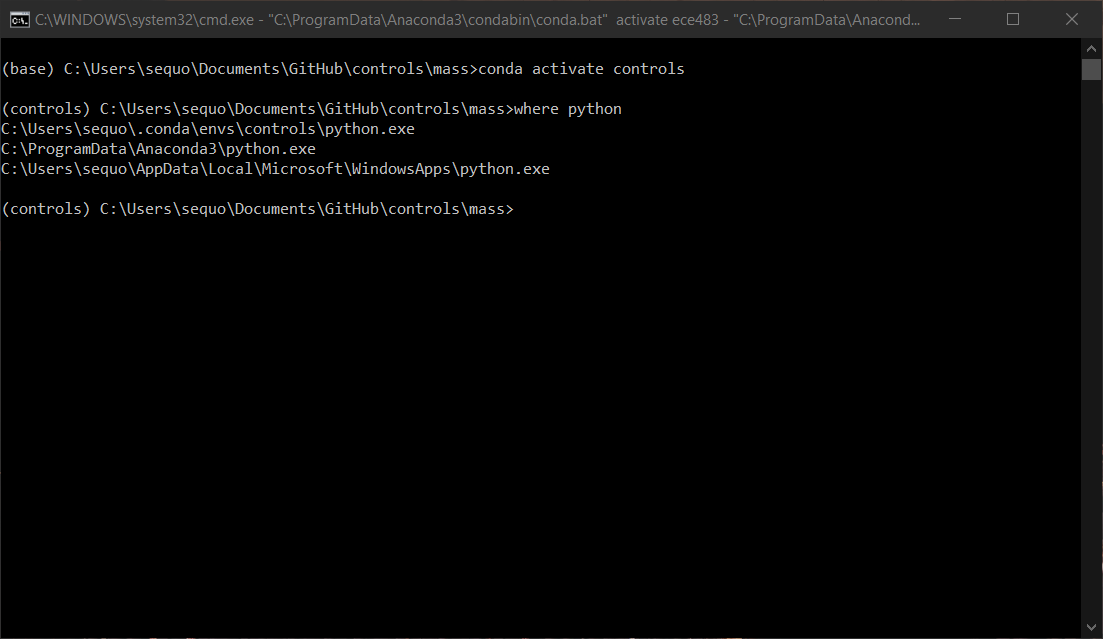 C:\WINDOWS\system32\cmd.exe - "C:\ProgramData\Anaconda3\condabin\conda.bat"  activate ece483 - "C:\ProgramData\Anacond...
(base) C:\Users\sequo\Documents\GitHub\controls\mass>conda activate controls
(controls) C:\Users\sequo\Documents\GitHub\controls\mass>where python
C:\Users\sequo\.conda\envs\controls\python.exe
C:\ProgramData\Anaconda3\python.exe
C:\Users\sequo\AppData\Local\Microsoft\WindowsApps\python.exe
(controls) C:\Users\sequo\Documents\GitHub\controls\mass>